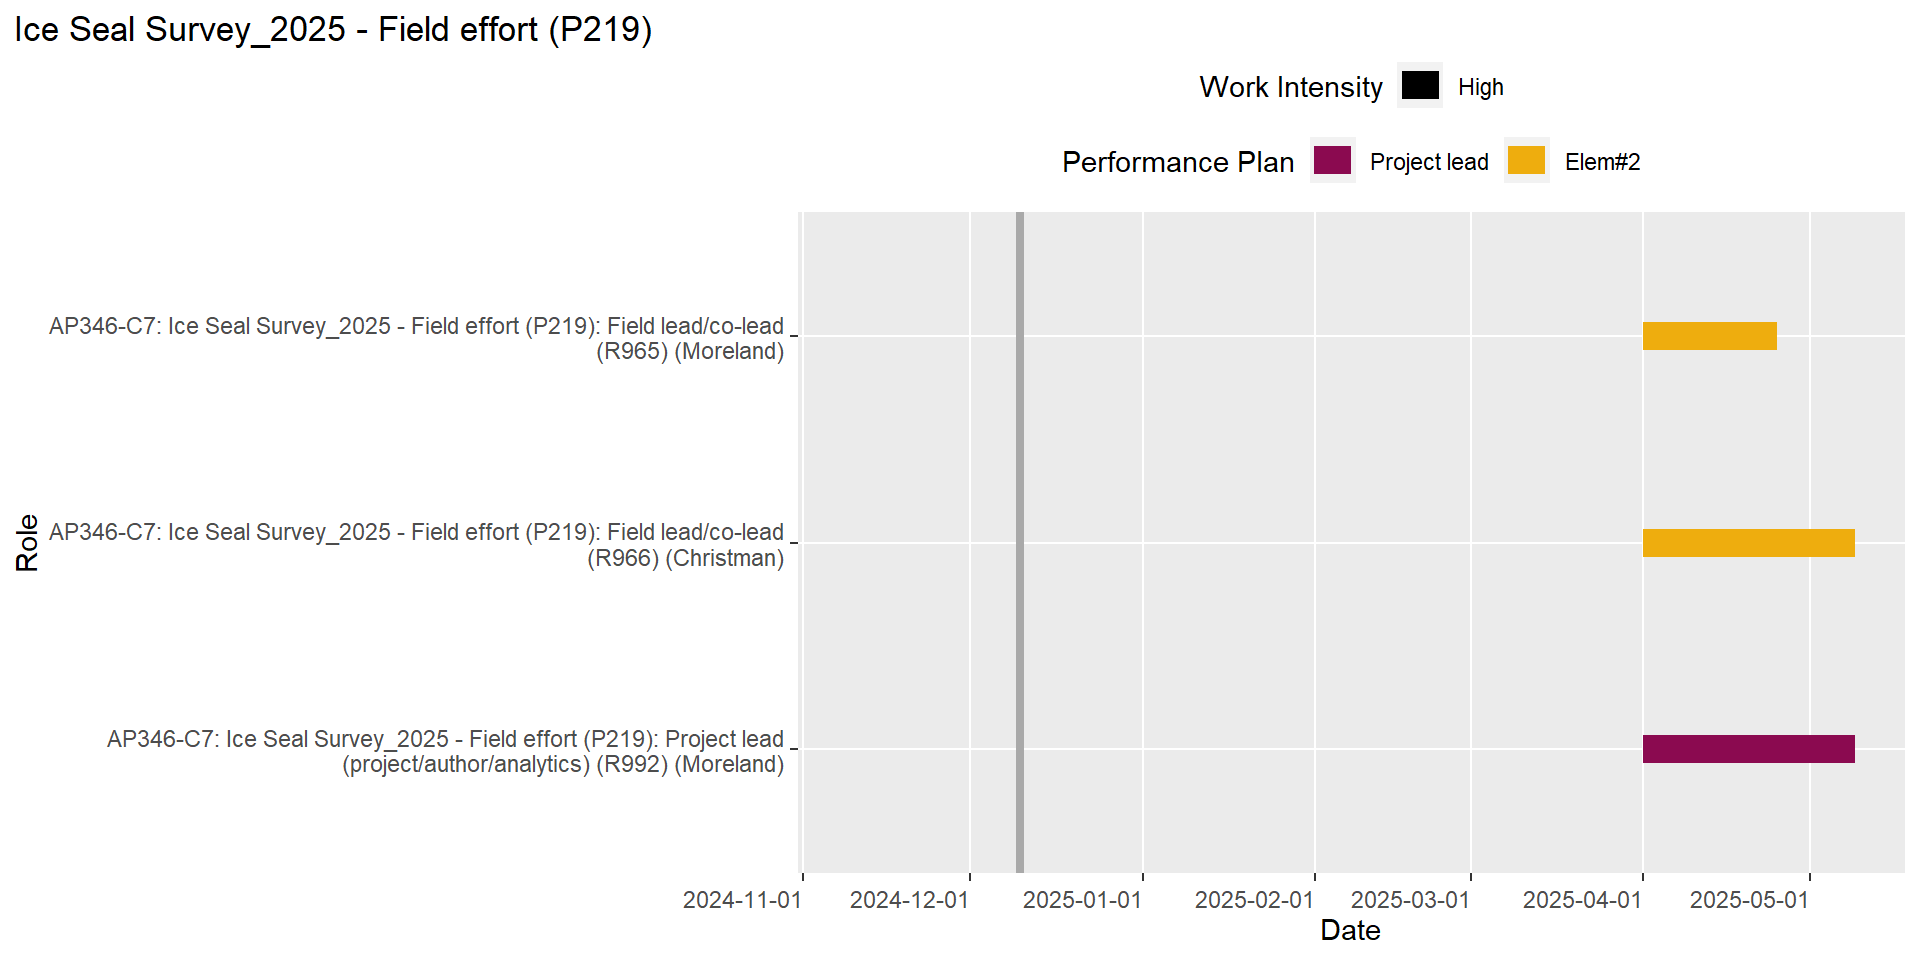 Ice Seal Survey_2025 - Field effort (P219)
Work Intensity High
Performance Plan Project lead Elem#2
AP346-C7: Ice Seal Survey_2025 - Field effort (P219): Field lead/co-lead
(R965) (Moreland)
AP346-C7: Ice Seal Survey_2025 - Field effort (P219): Field lead/co-lead
(R966) (Christman)
AP346-C7: Ice Seal Survey_2025 - Field effort (P219): Project lead
(project/author/analytics) (R992) (Moreland)
Role
2024-11-01 2024-12-01 2025-01-01 2025-02-01 2025-03-01 2025-04-01 2025-05-01
Date